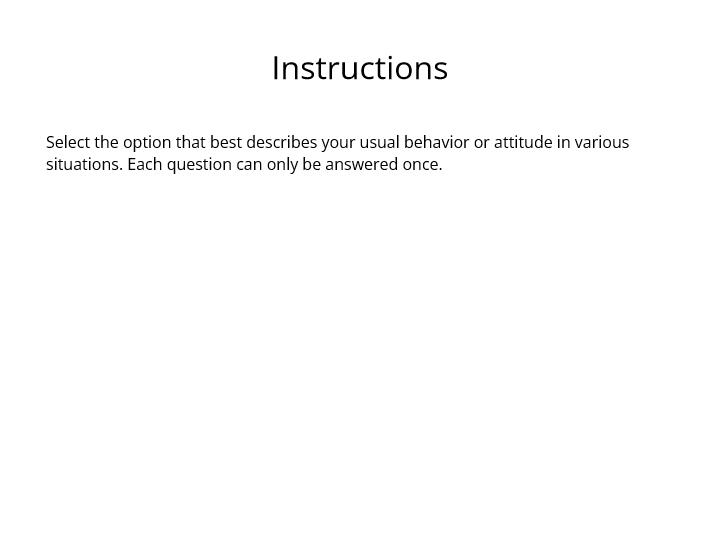 Instructions
Select the option that best describes your usual behavior or attitude in various
situations. Each question can only be answered once.